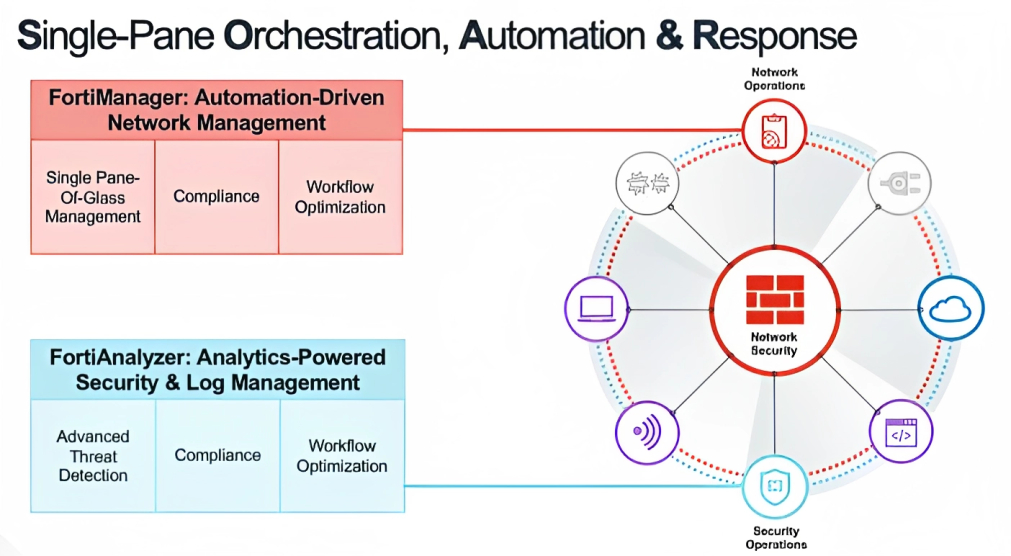 Single-Pane Orchestration, Automation & Response
FortiManager: Automation-Driven
Network Management
Single Pane-
Of-Glass
Management
Compliance
Workflow
Optimization
FortiAnalyzer: Analytics-Powered
Security & Log Management
Advanced
Threat
Detection
Compliance
Workflow
Optimization
Network
Operations
Network
Security
</>
Security
Operations